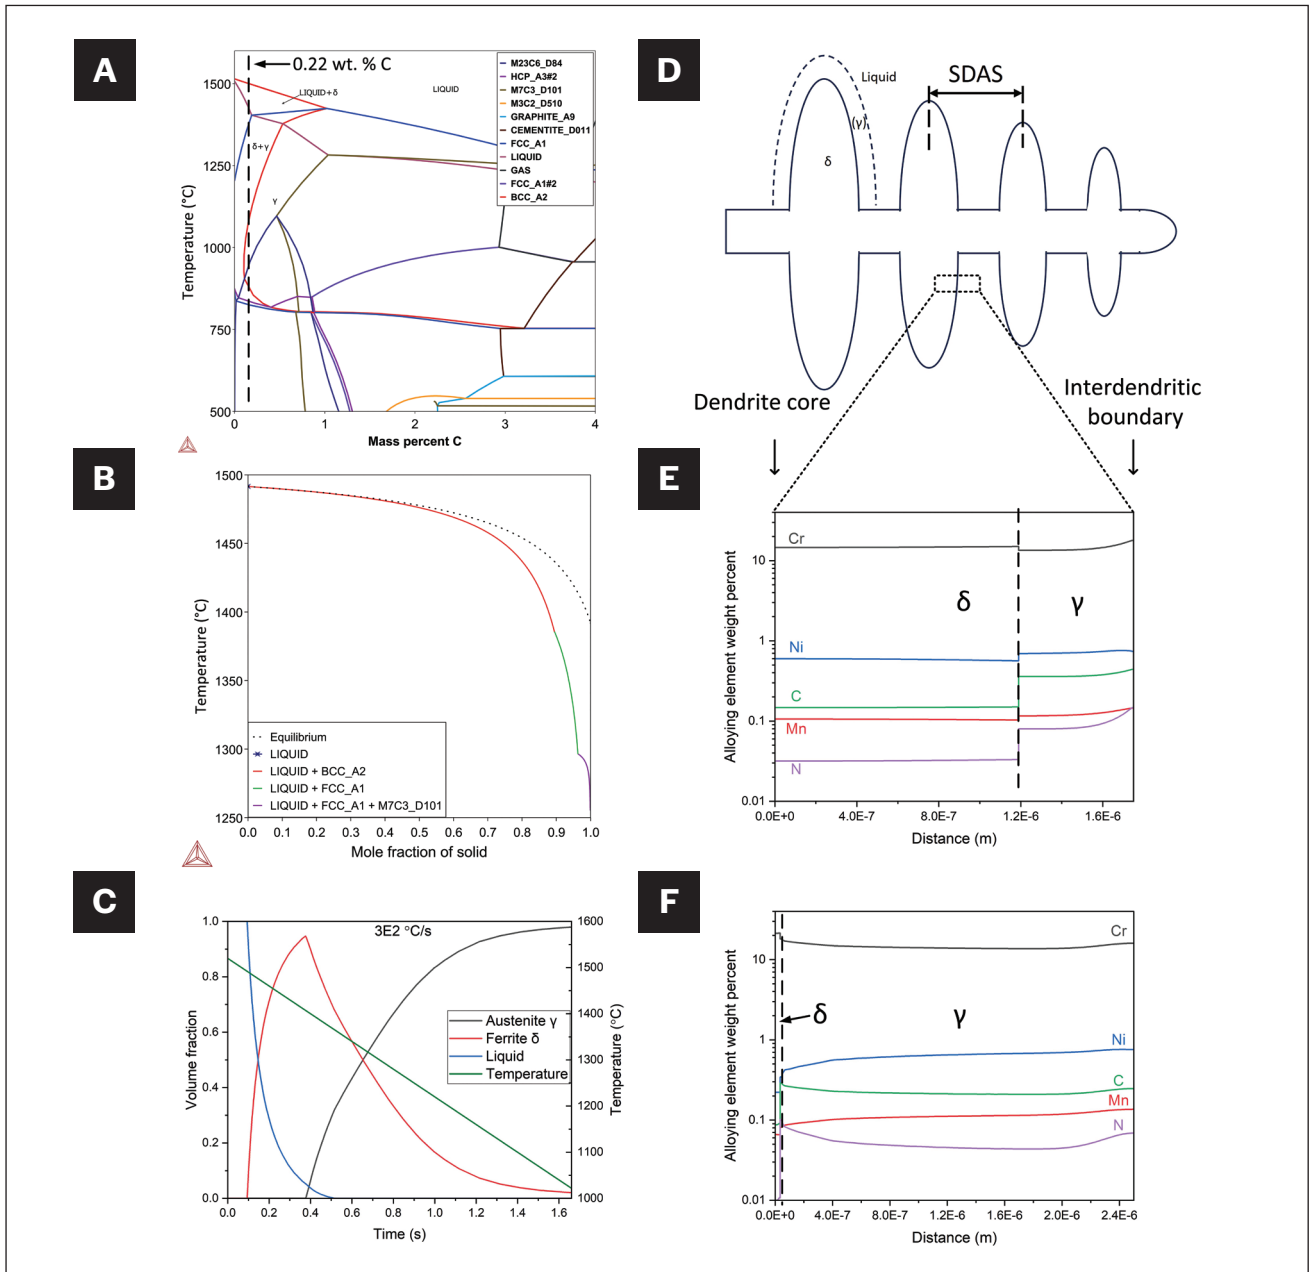 A
0.22 wt. % C
LIQUID+δ
LIQUID
δ+γ
γ
M23C6_D84
HCP_A3#2
M7C3_D101
M3C2_D510
GRAPHITE_A9
CEMENTITE_D011
FCC_A1
LIQUID
GAS
FCC_A1#2
BCC_A2
Temperature (°C)
1500
1250
1000
750
500
0 1 2 3 4
Mass percent C
B
1500
1450
1400
1350
1300
1250
Temperature (°C)
Equilibrium
LIQUID
LIQUID + BCC_A2
LIQUID + FCC_A1
LIQUID + FCC_A1 + M7C3_D101
0.0 0.1 0.2 0.3 0.4 0.5 0.6 0.7 0.8 0.9 1.0
Mole fraction of solid
C
3E2 °C/s
1.0
0.8
0.6
0.4
0.2
0.0
Volume fraction
Austenite γ
Ferrite δ
Liquid
Temperature
1600
1500
1400
1300
1200
1100
1000
Temperature (°C)
0.0 0.2 0.4 0.6 0.8 1.0 1.2 1.4 1.6
Time (s)
D
Liquid
(γ)
δ
SDAS
Dendrite core
Interdendritic
boundary
E
Alloying element weight percent
10
1
0.1
0.01
Cr
Ni
C
Mn
N
δ
γ
0.0E+0 4.0E-7 8.0E-7 1.2E-6 1.6E-6
Distance (m)
F
Alloying element weight percent
10
1
0.1
0.01
δ
γ
Cr
Ni
C
Mn
N
0.0E+0 4.0E-7 8.0E-7 1.2E-6 1.6E-6 2.0E-6 2.4E-6
Distance (m)